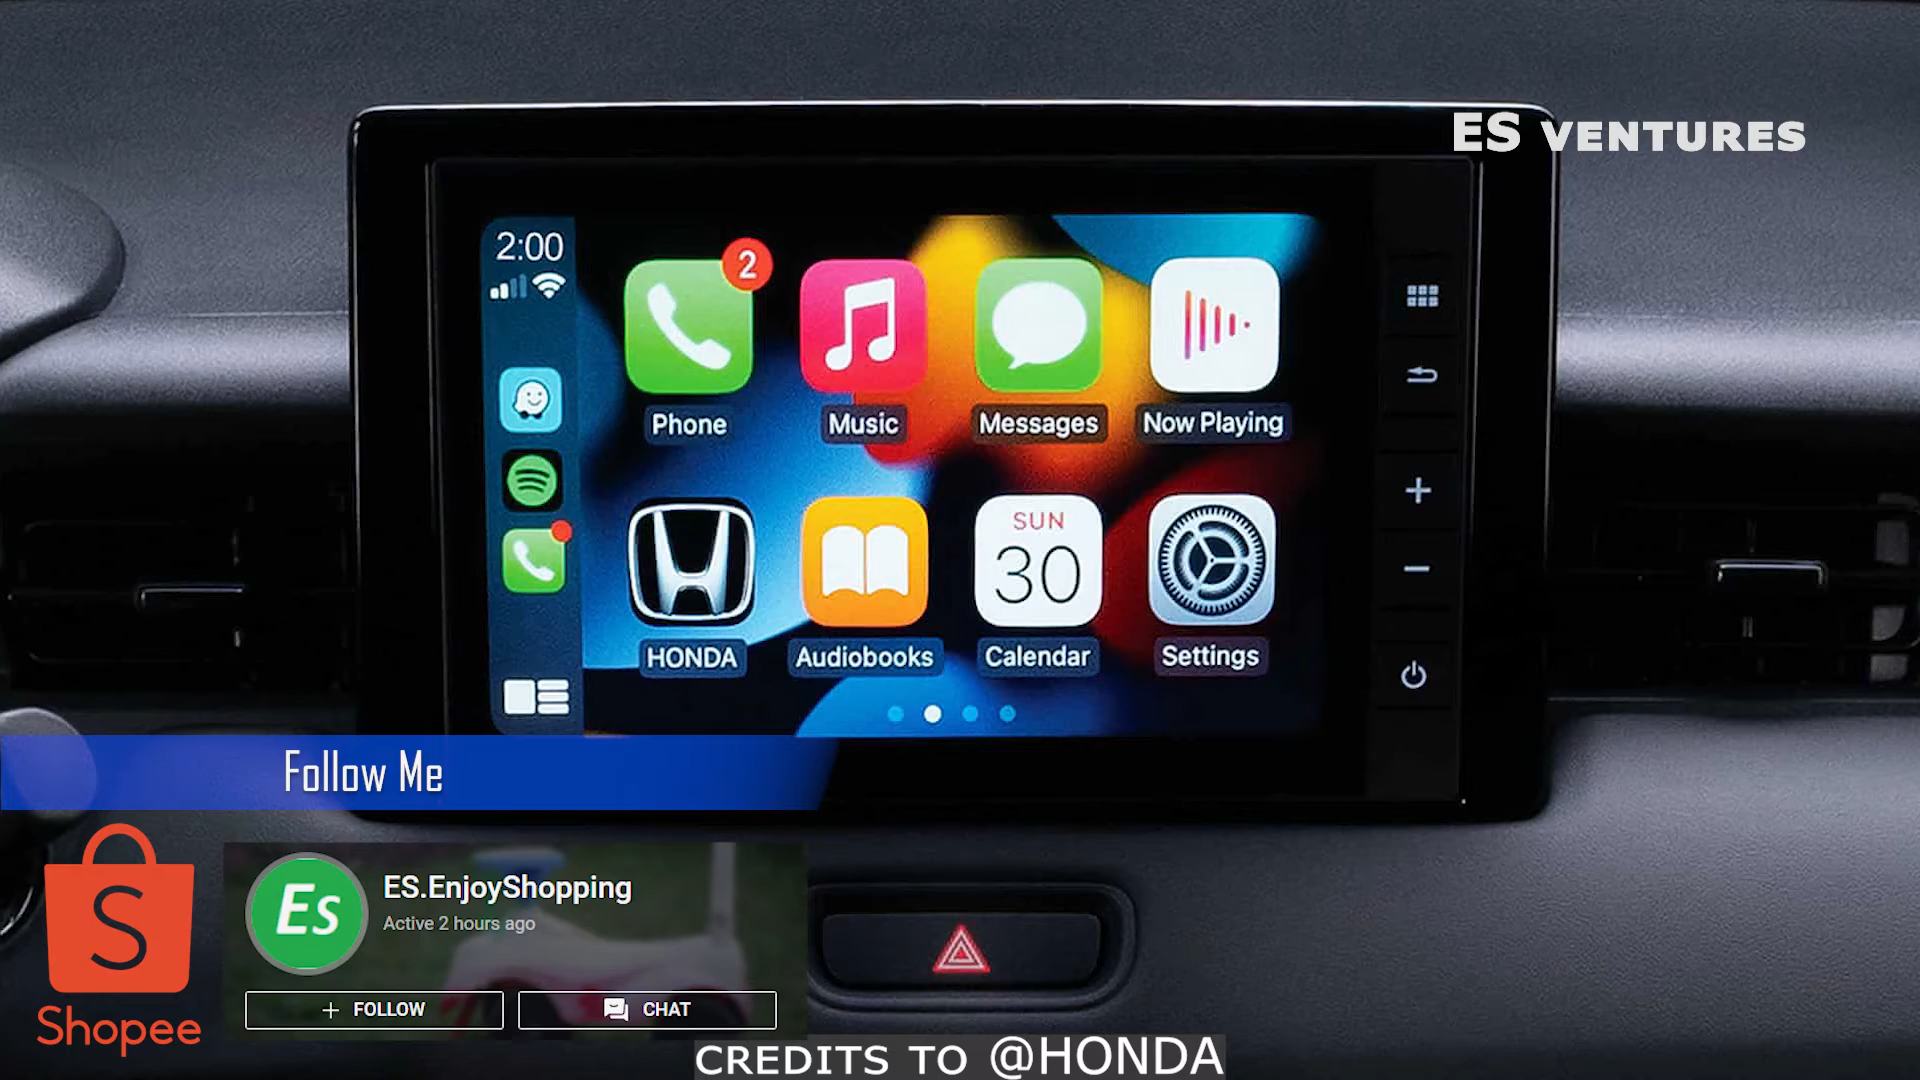 ES VENTURES
2:00
2
Phone
Music
Messages
Now Playing
SUN
30
HONDA
Audiobooks
Calendar
Settings
Follow Me
S
Shopee
Es
ES.EnjoyShopping
Active 2 hours ago
+ FOLLOW
CHAT
CREDITS TO @HONDA